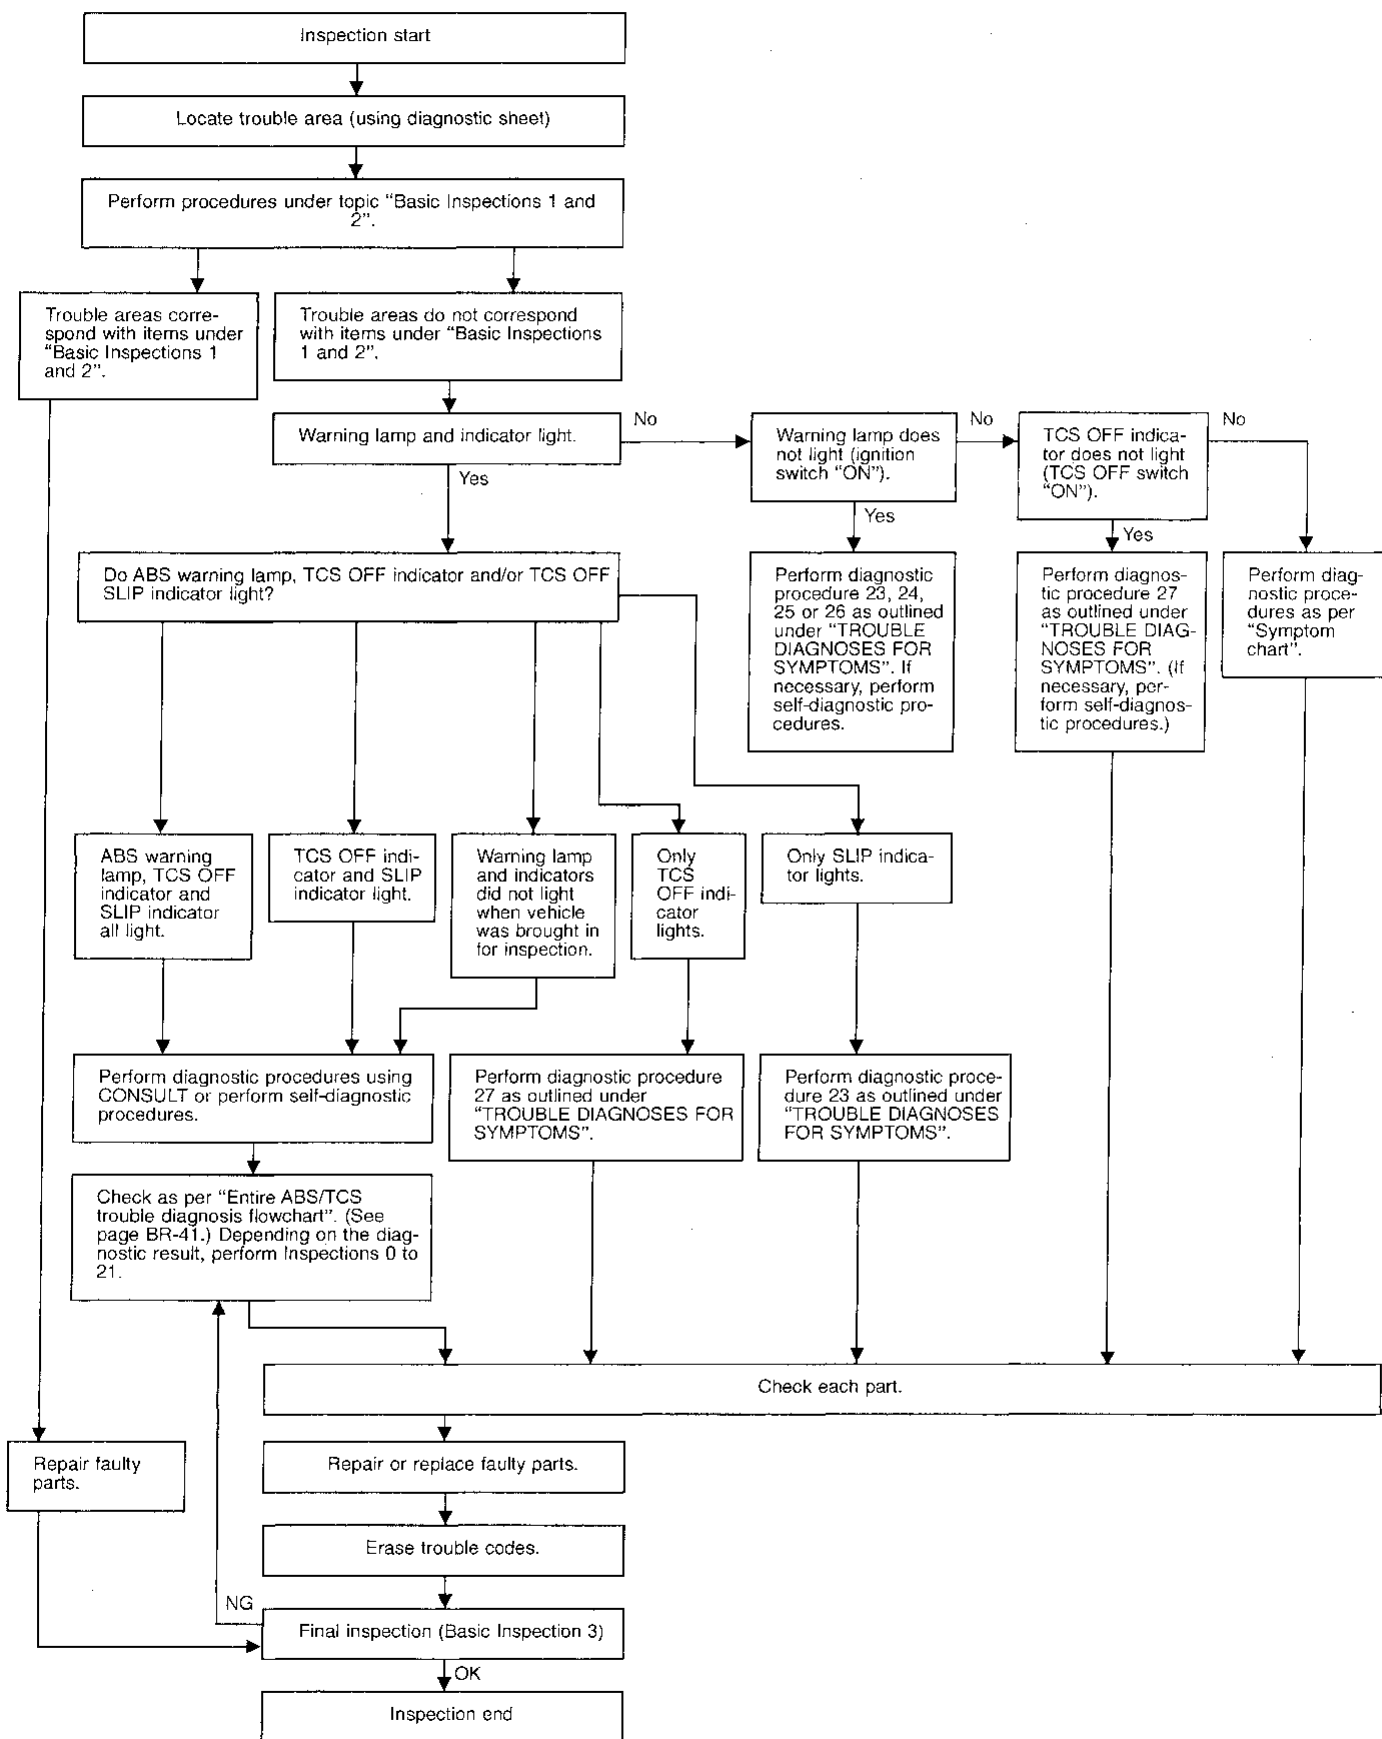 Inspection start
Locate trouble area (using diagnostic sheet)
Perform procedures under topic “Basic Inspections 1 and
2”.
Trouble areas corre-
spond with items under
“Basic Inspections 1
and 2”.
Trouble areas do not correspond
with items under “Basic Inspections
1 and 2”.
Warning lamp and indicator light.
No
Warning lamp does
not light (ignition
switch “ON”).
No
TCS OFF indica-
tor does not light
(TCS OFF switch
“ON”).
No
Yes
Yes
Yes
Do ABS warning lamp, TCS OFF indicator and/or TCS OFF
SLIP indicator light?
Perform diagnostic
procedure 23, 24,
25 or 26 as outlined
under “TROUBLE
DIAGNOSES FOR
SYMPTOMS”. If
necessary, perform
self-diagnostic pro-
cedures.
Perform diagnos-
tic procedure 27
as outlined under
“TROUBLE DIAG-
NOSES FOR
SYMPTOMS”. (If
necessary, per-
form self-diagnos-
tic procedures.)
Perform diag-
nostic proce-
dures as per
“Symptom
chart”.
ABS warning
lamp, TCS OFF
indicator and
SLIP indicator
all light.
TCS OFF indi-
cator and SLIP
indicator light.
Warning lamp
and indicators
did not light
when vehicle
was brought in
for inspection.
Only
TCS
OFF indi-
cator
lights.
Only SLIP indica-
tor lights.
Perform diagnostic procedures using
CONSULT or perform self-diagnostic
procedures.
Perform diagnostic procedure
27 as outlined under
“TROUBLE DIAGNOSES FOR
SYMPTOMS”.
Perform diagnostic proce-
dure 23 as outlined under
“TROUBLE DIAGNOSES
FOR SYMPTOMS”.
Check as per “Entire ABS/TCS
trouble diagnosis flowchart”. (See
page BR-41.) Depending on the diag-
nostic result, perform Inspections 0 to
21.
Check each part.
Repair faulty
parts.
Repair or replace faulty parts.
Erase trouble codes.
NG
Final inspection (Basic Inspection 3)
OK
Inspection end